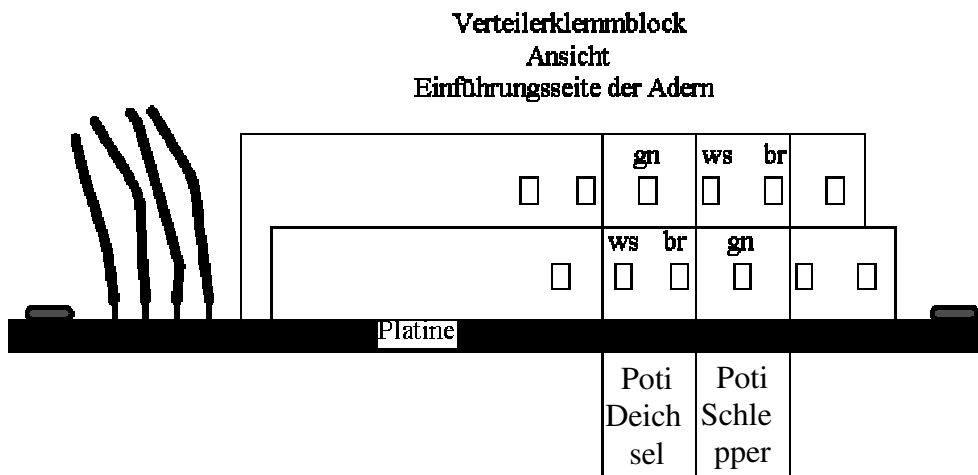 Verteilerklemmblock
Ansicht
Einführungsseite der Adern
gn ws br
ws br gn
Platine
Poti
Deich
sel
Poti
Schle
pper